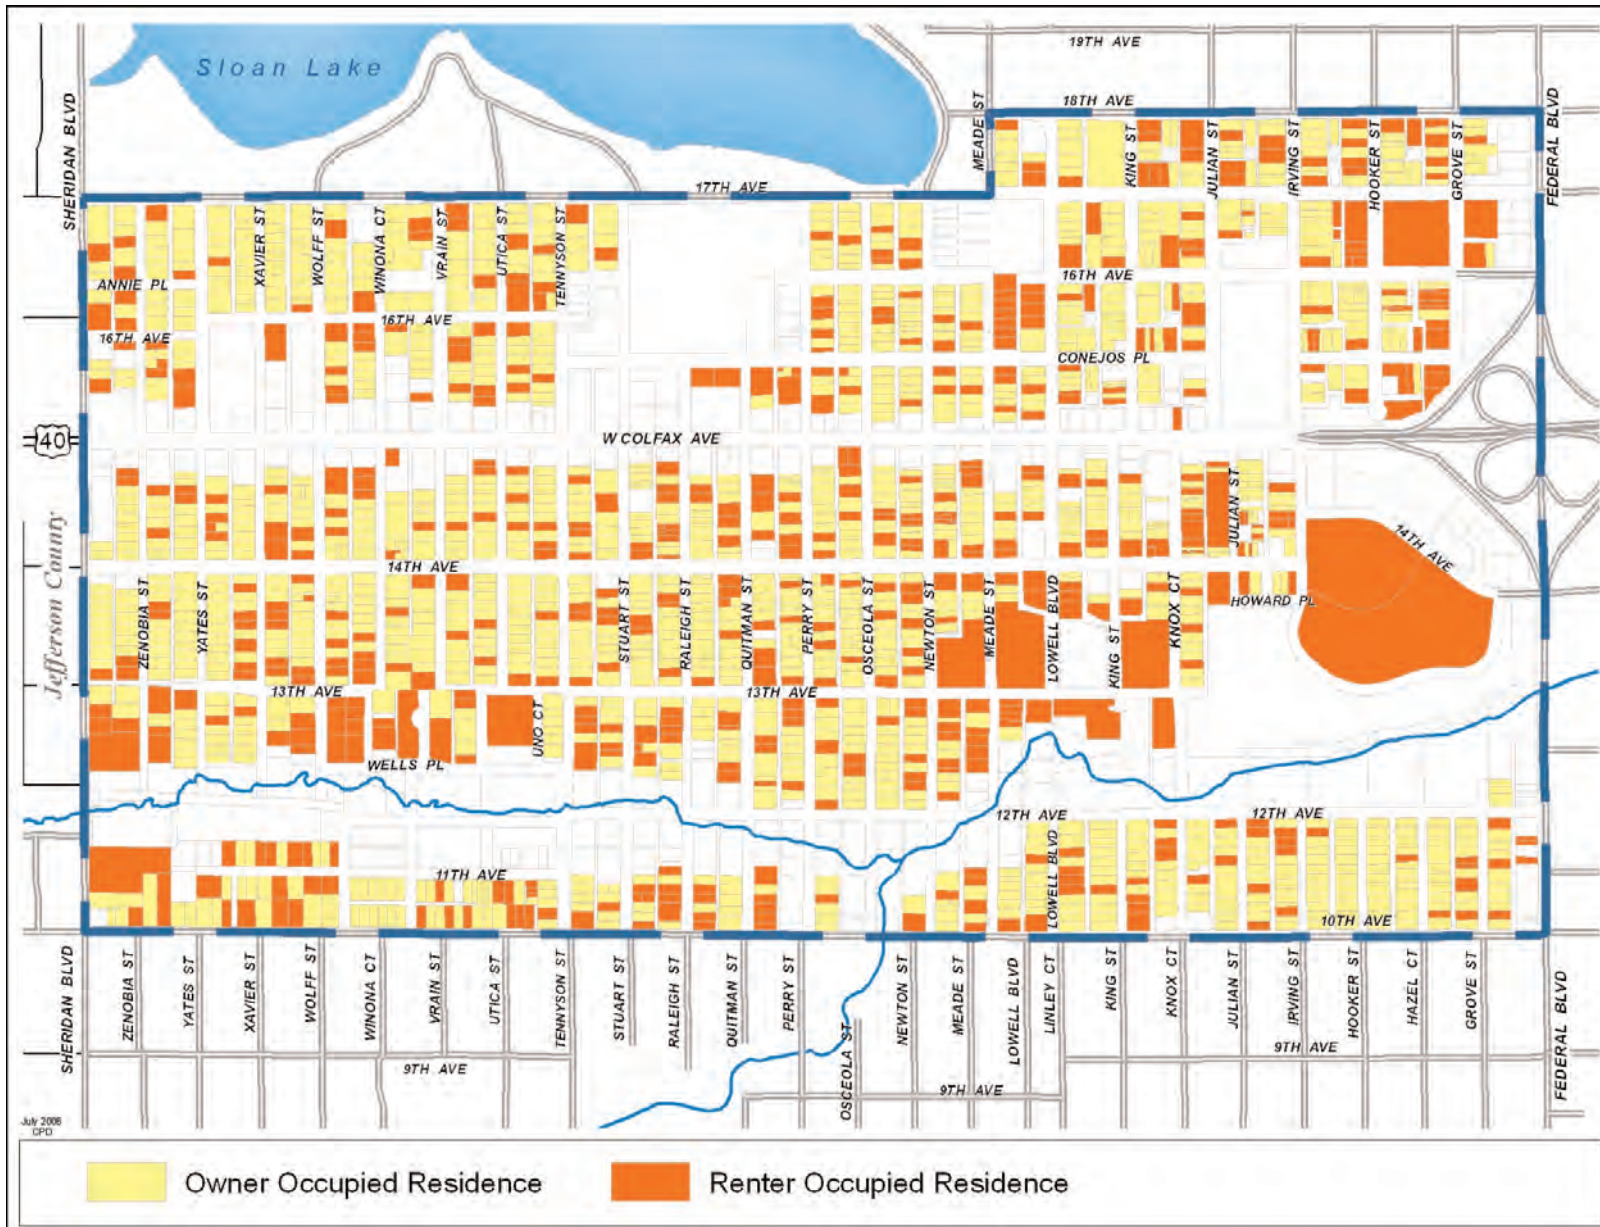 19TH AVE
Sloan Lake
SHERIDAN BLVD
MEADE ST
18TH AVE
FEDERAL BLVD
KING ST
JULIAN ST
IRVING ST
HOOKER ST
GROVE ST
17TH AVE
XAVIER ST
WOLFF ST
WINONA CT
VRAIN ST
UTICA ST
TENNYSON ST
ANNIE PL
16TH AVE
16TH AVE
16TH AVE
CONEJOS PL
40
W COLFAX AVE
Jefferson County
JULIAN ST
14TH AVE
14TH AVE
ZENOBIA ST
YATES ST
STUART ST
RALEIGH ST
QUITMAN ST
PERRY ST
OSCEOLA ST
NEWTON ST
MEADE ST
LOWELL BLVD
KING ST
KNOX CT
HOWARD PL
13TH AVE
13TH AVE
UNO CT
WELLS PL
12TH AVE
12TH AVE
LOWELL BLVD
11TH AVE
10TH AVE
SHERIDAN BLVD
ZENOBIA ST
YATES ST
XAVIER ST
WOLFF ST
WINONA CT
VRAIN ST
UTICA ST
TENNYSON ST
STUART ST
RALEIGH ST
QUITMAN ST
PERRY ST
OSCEOLA ST
NEWTON ST
MEADE ST
LOWELL BLVD
LINLEY CT
KING ST
KNOX CT
JULIAN ST
IRVING ST
HOOKER ST
HAZEL CT
GROVE ST
FEDERAL BLVD
9TH AVE
9TH AVE
9TH AVE
July 2006
CPD
Owner Occupied Residence
Renter Occupied Residence